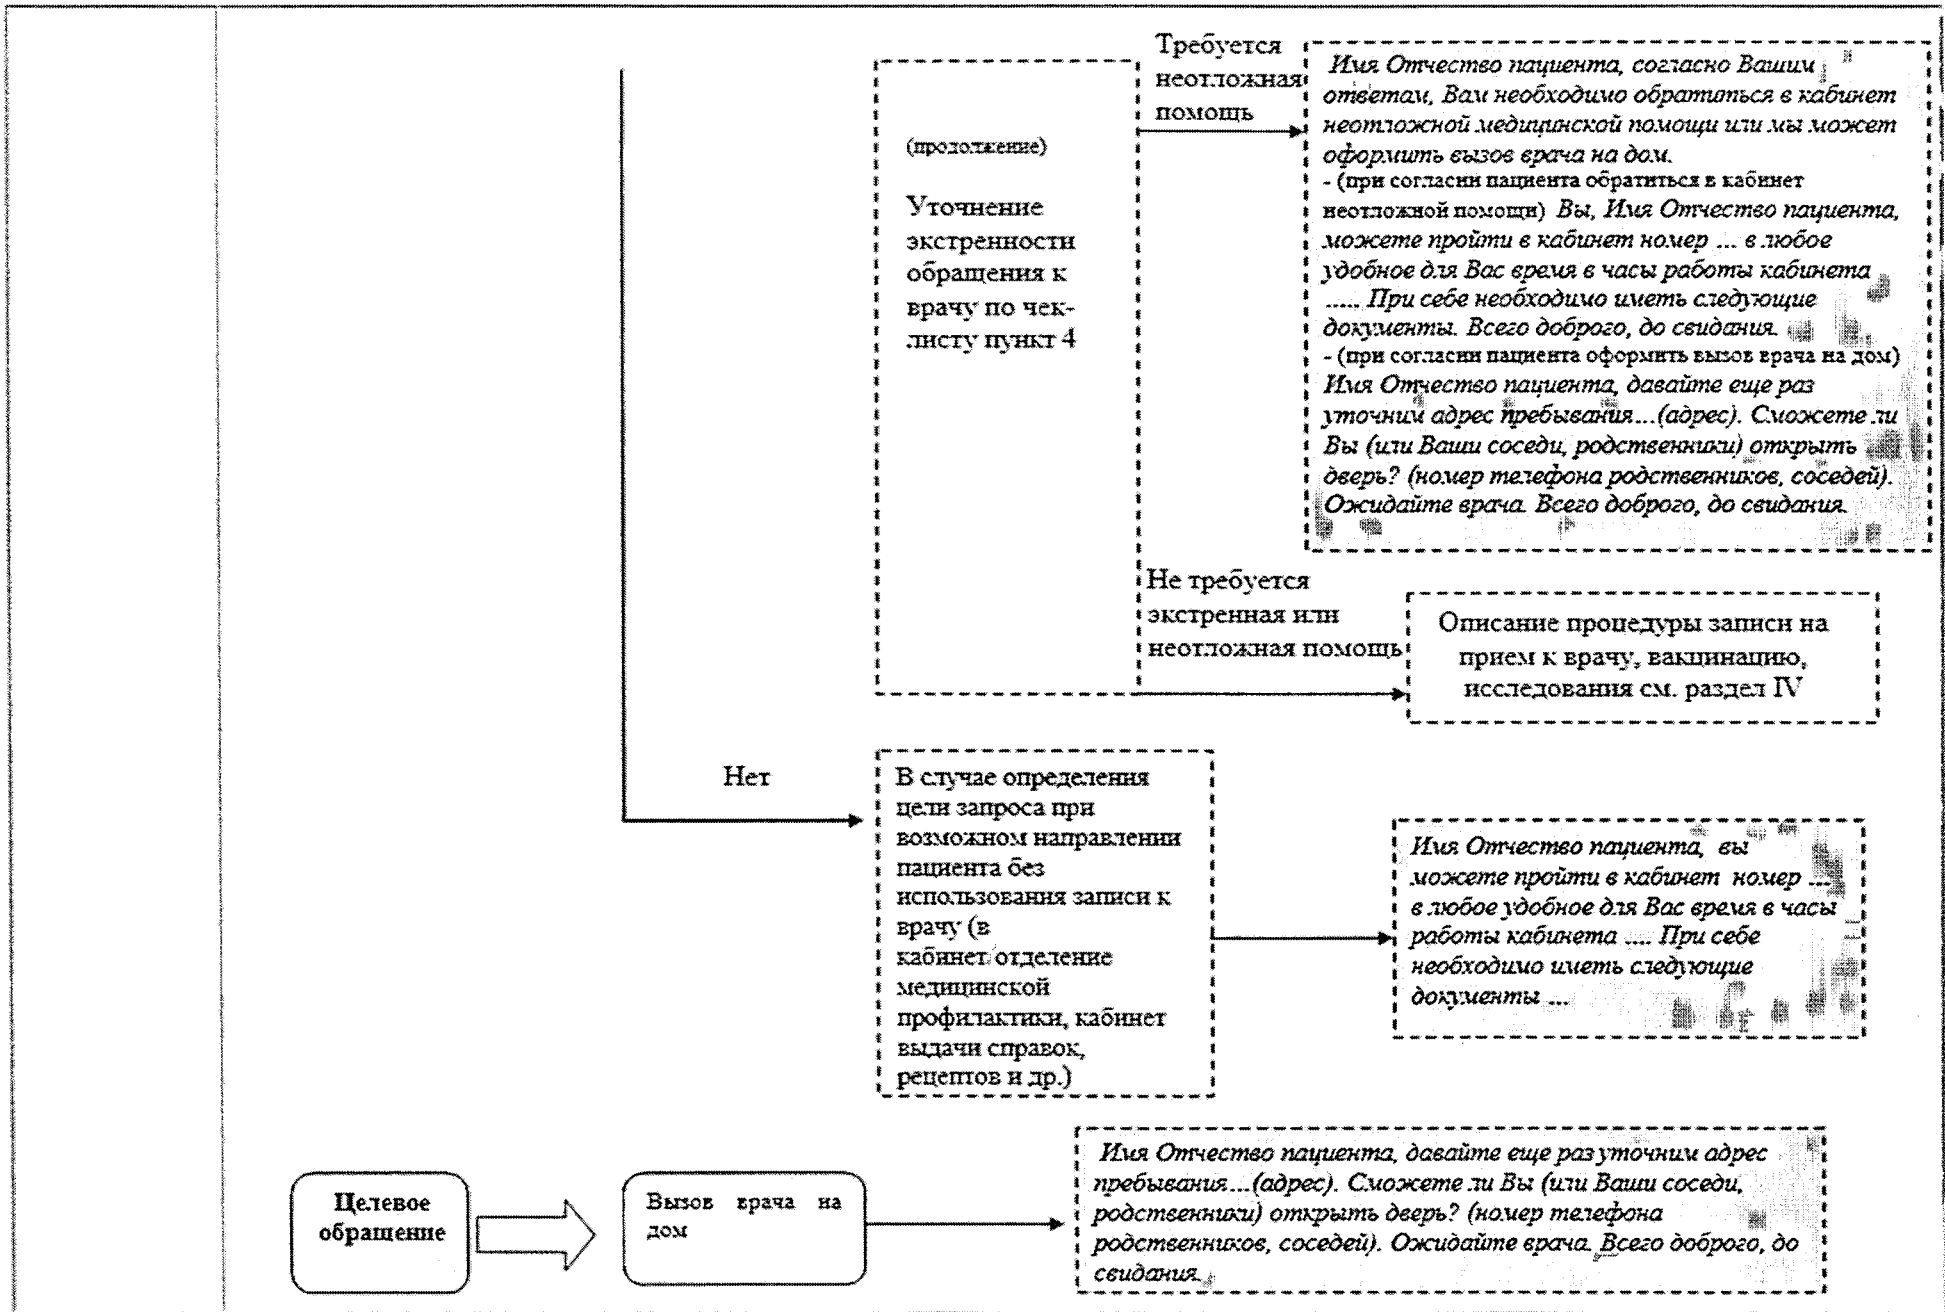 (продолжение)
Уточнение
экстренности
обращения к
врачу по чек-
листу пункт 4
Требуется
неотложная
помощь
Имя Отчество пациента, согласно Вашим
ответам, Вам необходимо обратиться в кабинет
неотложной медицинской помощи или мы может
оформить вызов врача на дом.
- (при согласии пациента обратиться в кабинет
неотложной помощи) Вы, Имя Отчество пациента,
можете пройти в кабинет номер ... в любое
удобное для Вас время в часы работы кабинета
..... При себе необходимо иметь следующие
документы. Всего доброго, до свидания.
- (при согласии пациента оформить вызов врача на дом)
Имя Отчество пациента, давайте еще раз
уточним адрес пребывания...(адрес). Сможете ли
Вы (или Ваши соседи, родственники) открыть
дверь? (номер телефона родственников, соседей).
Ожидайте врача. Всего доброго, до свидания.
Не требуется
экстренная или
неотложная помощь
Описание процедуры записи на
прием к врачу, вакцинацию,
исследования см. раздел IV
Нет
В случае определения
цели запроса при
возможном направлении
пациента без
использования записи к
врачу (в
кабинет/отделение
медицинской
профилактики, кабинет
выдачи справок,
рецептов и др.)
Имя Отчество пациента, вы
можете пройти в кабинет номер ...
в любое удобное для Вас время в часы
работы кабинета .... При себе
необходимо иметь следующие
документы ...
Целевое
обращение
Вызов врача на
дом
Имя Отчество пациента, давайте еще раз уточним адрес
пребывания...(адрес). Сможете ли Вы (или Ваши соседи,
родственники) открыть дверь? (номер телефона
родственников, соседей). Ожидайте врача. Всего доброго, до
свидания.